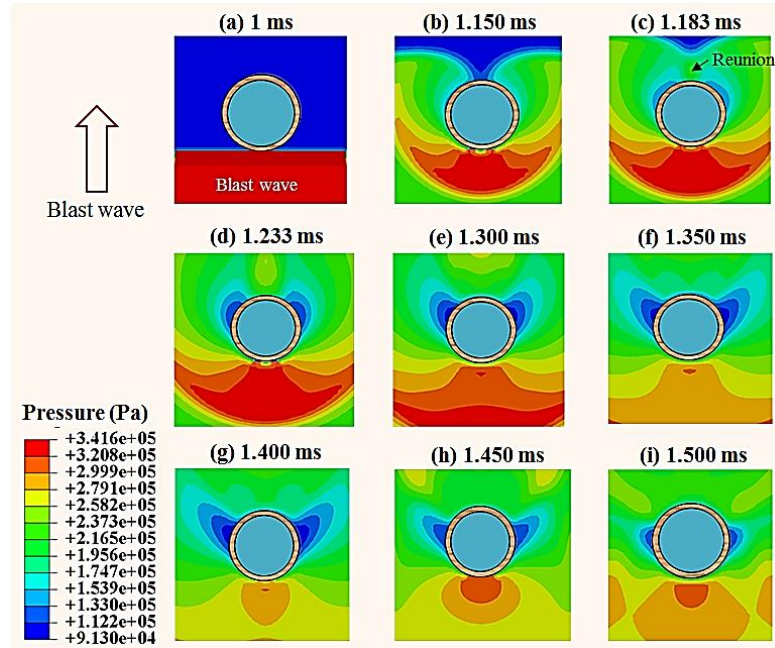 (a) 1 ms
(b) 1.150 ms
(c) 1.183 ms
Reunion
Blast wave
Blast wave
(d) 1.233 ms
(e) 1.300 ms
(f) 1.350 ms
Pressure (Pa)
+3.416e+05
+3.208e+05
+2.999e+05
+2.791e+05
+2.582e+05
+2.373e+05
+2.165e+05
+1.956e+05
+1.747e+05
+1.539e+05
+1.330e+05
+1.122e+05
+9.130e+04
(g) 1.400 ms
(h) 1.450 ms
(i) 1.500 ms